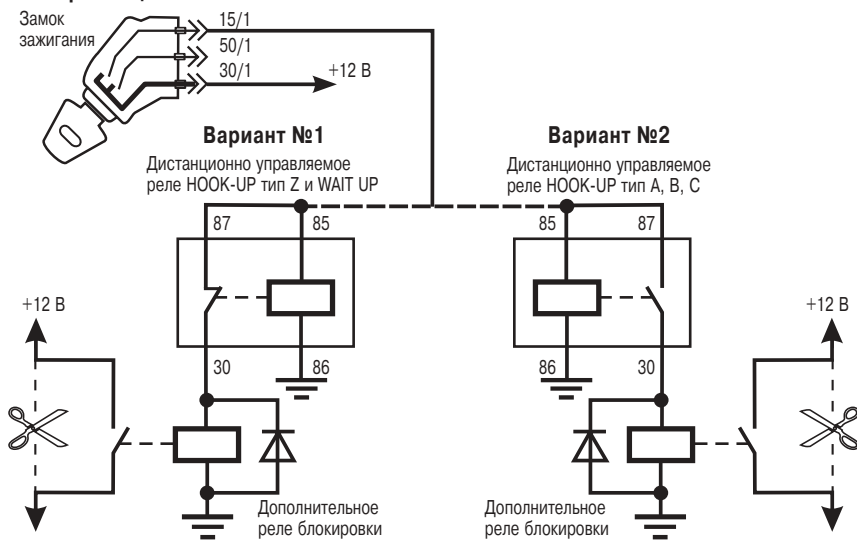 Замок
зажигания
15/1
50/1
30/1
+12 В
Вариант №1
Дистанционно управляемое
реле HOOK-UP тип Z и WAIT UP
Вариант №2
Дистанционно управляемое
реле HOOK-UP тип A, B, C
87
85
85
87
+12 В
+12 В
30
86
86
30
Дополнительное
реле блокировки
Дополнительное
реле блокировки